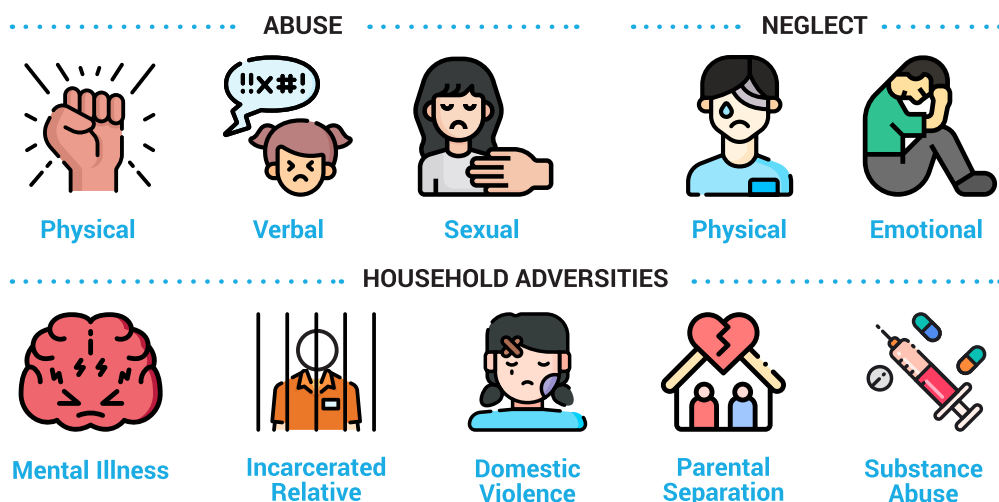 ABUSE
NEGLECT
!!x#!
Physical
Verbal
Sexual
Physical
Emotional
HOUSEHOLD ADVERSITIES
Mental Illness
Incarcerated
Relative
Domestic
Violence
Parental
Separation
Substance
Abuse